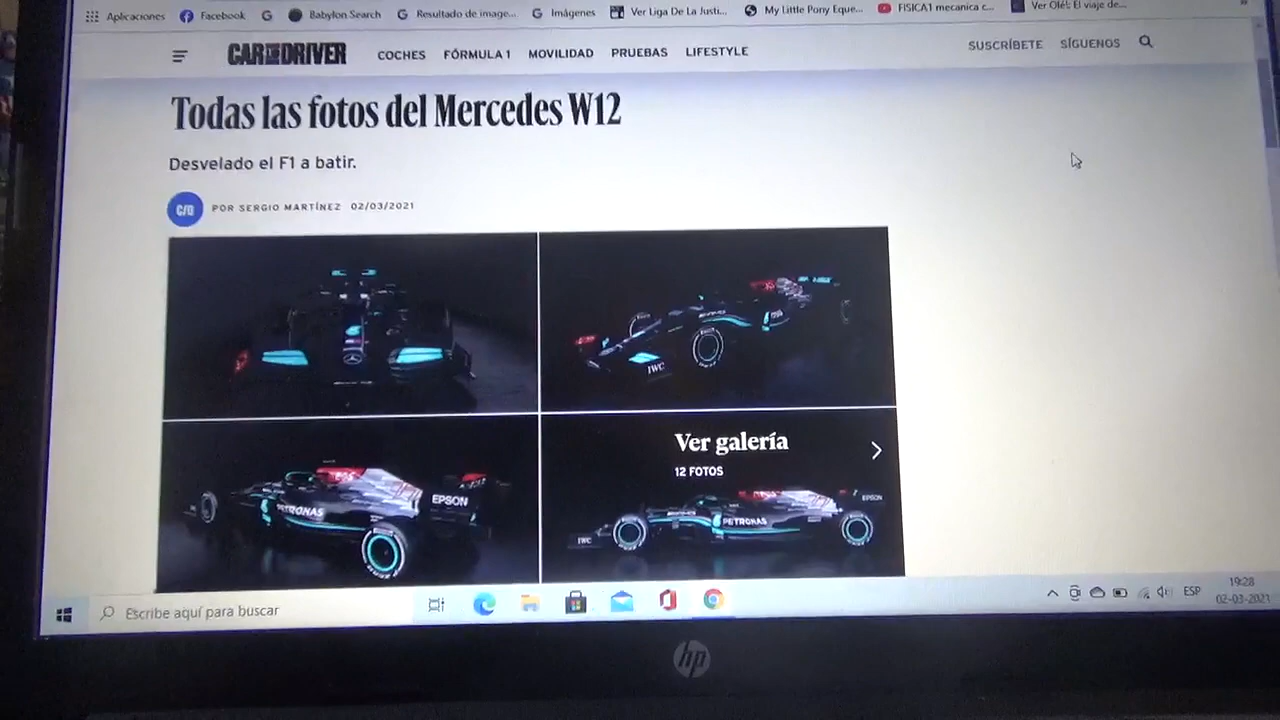 Aplicaciones Facebook Babylon Search Resultado de image... Imágenes Ver Liga De La Justi... My Little Pony Eque... FISICA1 mecanica c... Ver Olé!: El viaje de...
CAR AND DRIVER COCHES FÓRMULA 1 MOVILIDAD PRUEBAS LIFESTYLE SUSCRÍBETE SÍGUENOS
Todas las fotos del Mercedes W12
Desvelado el F1 a batir.
C/D POR SERGIO MARTÍNEZ 02/03/2021
IWC
Ver galería
12 FOTOS
PETRONAS EPSON
IWC PETRONAS EPSON
Escribe aquí para buscar
ESP 19:28
02-03-2021
hp